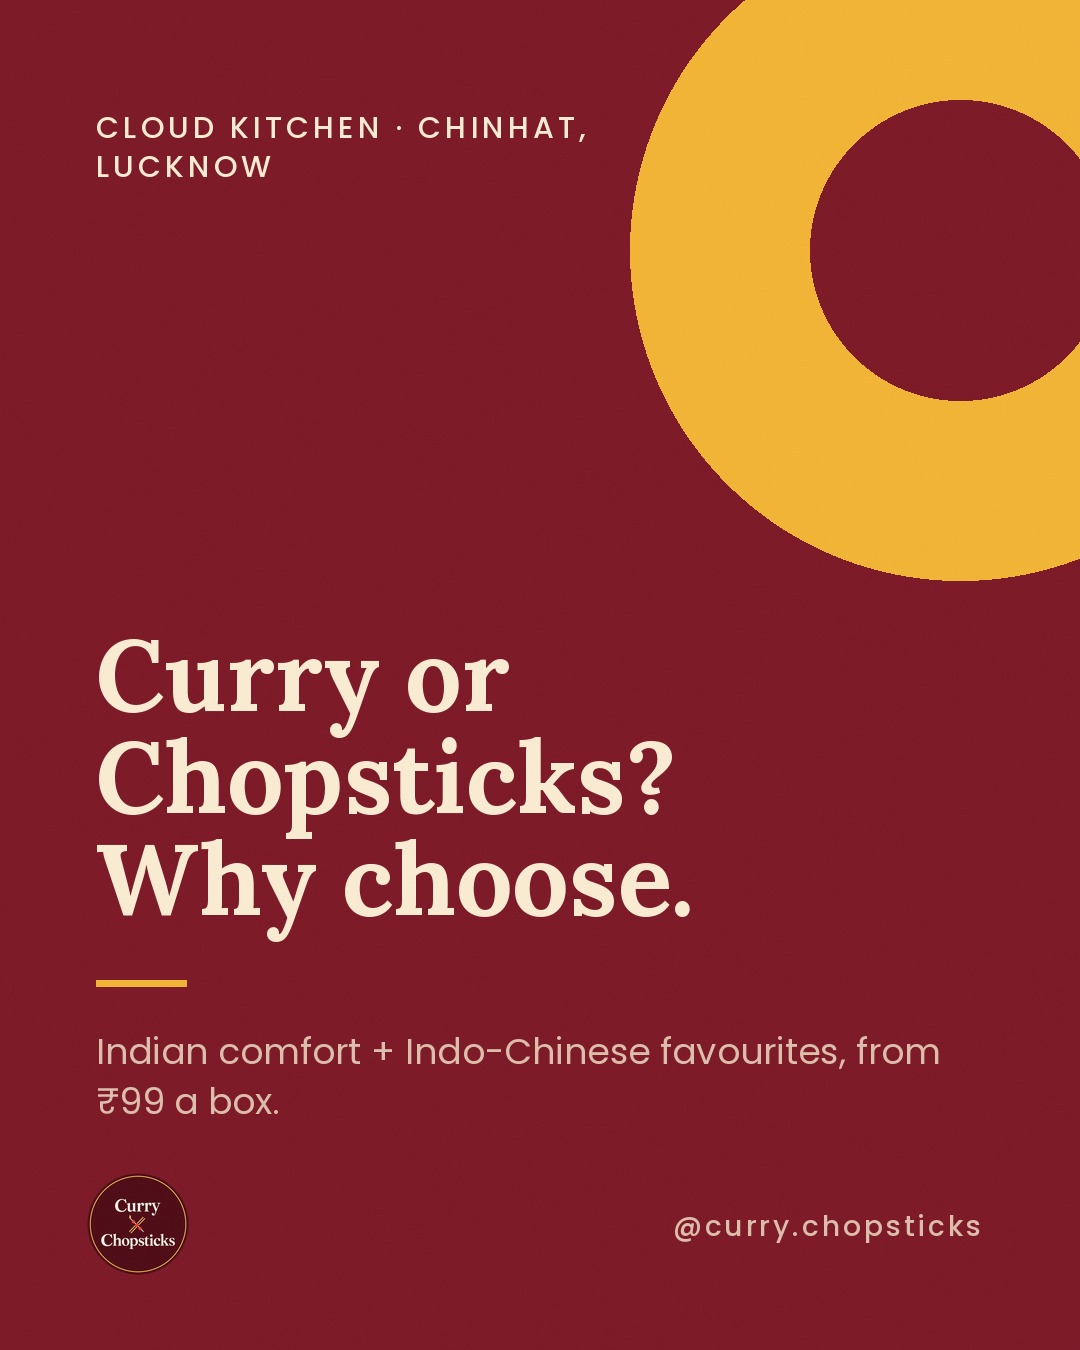 CLOUD KITCHEN · CHINHAT,
LUCKNOW
Curry or
Chopsticks?
Why choose.
Indian comfort + Indo-Chinese favourites, from
₹99 a box.
Curry
Chopsticks
@curry.chopsticks